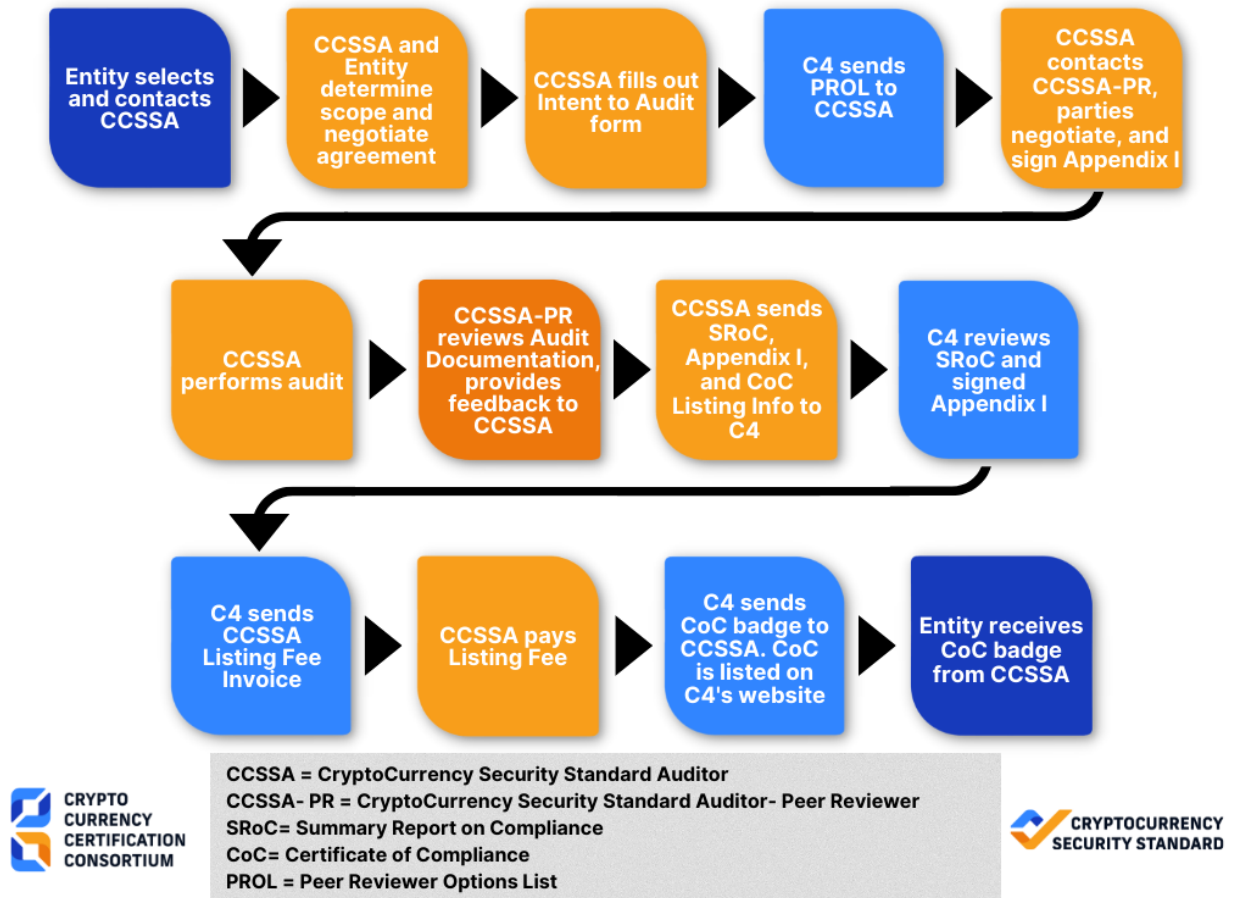 Entity selects
and contacts
CCSSA
CCSSA and
Entity
determine
scope and
negotiate
agreement
CCSSA fills out
Intent to Audit
form
C4 sends
PROL to
CCSSA
CCSSA
contacts
CCSSA-PR,
parties
negotiate, and
sign Appendix I
CCSSA
performs audit
CCSSA-PR
reviews Audit
Documentation,
provides
feedback to
CCSSA
CCSSA sends
SRoC,
Appendix I,
and CoC
Listing Info to
C4
C4 reviews
SRoC and
signed
Appendix I
C4 sends
CCSSA
Listing Fee
Invoice
CCSSA pays
Listing Fee
C4 sends
CoC badge to
CCSSA. CoC
is listed on
C4's website
Entity receives
CoC badge
from CCSSA
CRYPTO
CURRENCY
CERTIFICATION
CONSORTIUM
CCSSA = CryptoCurrency Security Standard Auditor
CCSSA- PR = CryptoCurrency Security Standard Auditor- Peer Reviewer
SRoC= Summary Report on Compliance
CoC= Certificate of Compliance
PROL = Peer Reviewer Options List
CRYPTOCURRENCY
SECURITY STANDARD